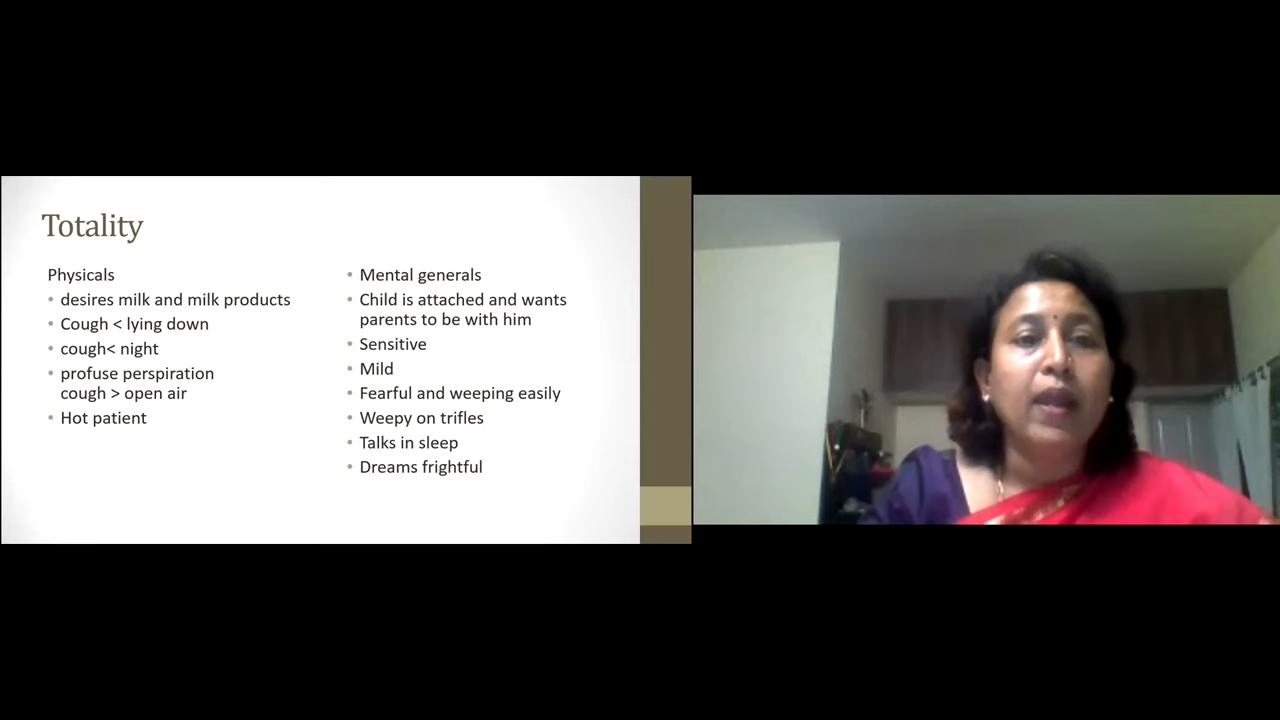 Totality
Physicals
• desires milk and milk products
• Cough < lying down
• cough< night
• profuse perspiration
cough > open air
• Hot patient
• Mental generals
• Child is attached and wants
parents to be with him
• Sensitive
• Mild
• Fearful and weeping easily
• Weepy on trifles
• Talks in sleep
• Dreams frightful